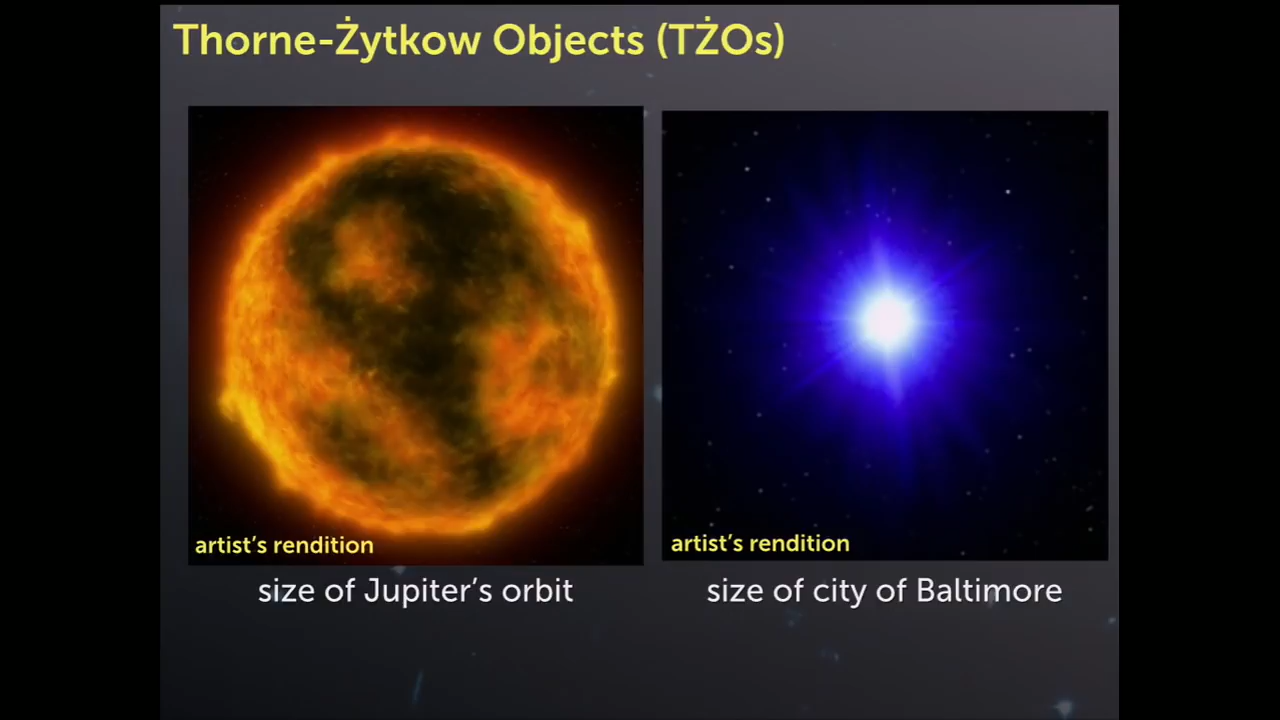 Thorne-Żytkow Objects (TŻOs)
artist's rendition
artist's rendition
size of Jupiter's orbit
size of city of Baltimore